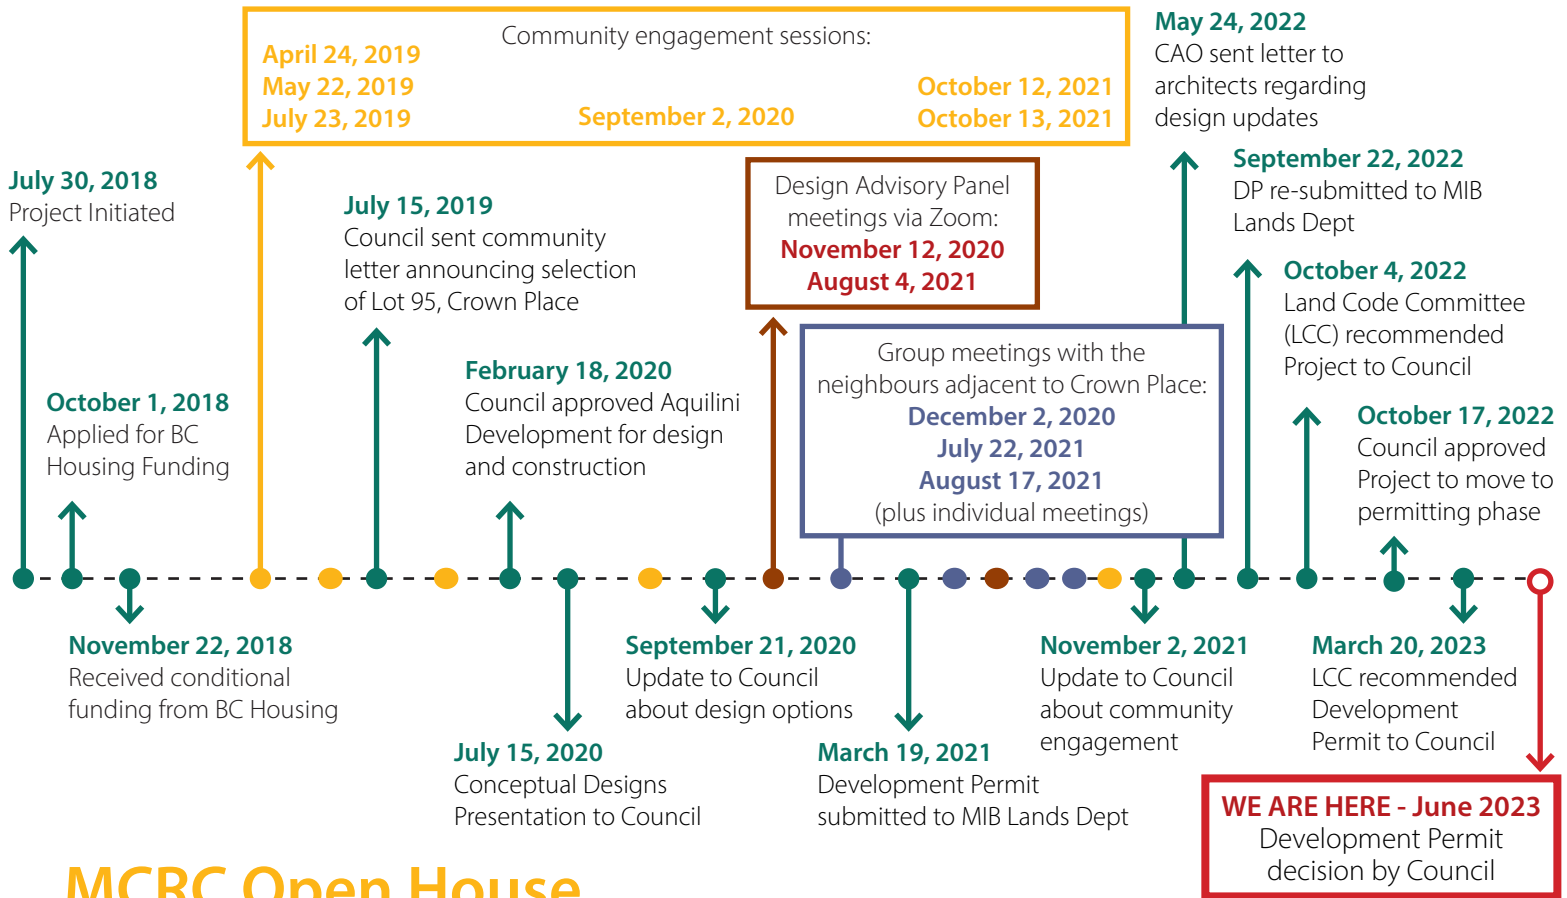 Community engagement sessions:
April 24, 2019
May 22, 2019
July 23, 2019
September 2, 2020
October 12, 2021
October 13, 2021
May 24, 2022
CAO sent letter to
architects regarding
design updates
July 30, 2018
Project Initiated
July 15, 2019
Council sent community
letter announcing selection
of Lot 95, Crown Place
Design Advisory Panel
meetings via Zoom:
November 12, 2020
August 4, 2021
September 22, 2022
DP re-submitted to MIB
Lands Dept
October 4, 2022
Land Code Committee
(LCC) recommended
Project to Council
Group meetings with the
neighbours adjacent to Crown Place:
December 2, 2020
July 22, 2021
August 17, 2021
(plus individual meetings)
October 1, 2018
Applied for BC
Housing Funding
February 18, 2020
Council approved Aquilini
Development for design
and construction
October 17, 2022
Council approved
Project to move to
permitting phase
November 22, 2018
Received conditional
funding from BC Housing
July 15, 2020
Conceptual Designs
Presentation to Council
September 21, 2020
Update to Council
about design options
March 19, 2021
Development Permit
submitted to MIB Lands Dept
November 2, 2021
Update to Council
about community
engagement
March 20, 2023
LCC recommended
Development
Permit to Council
WE ARE HERE - June 2023
Development Permit
decision by Council
MCRC Open House